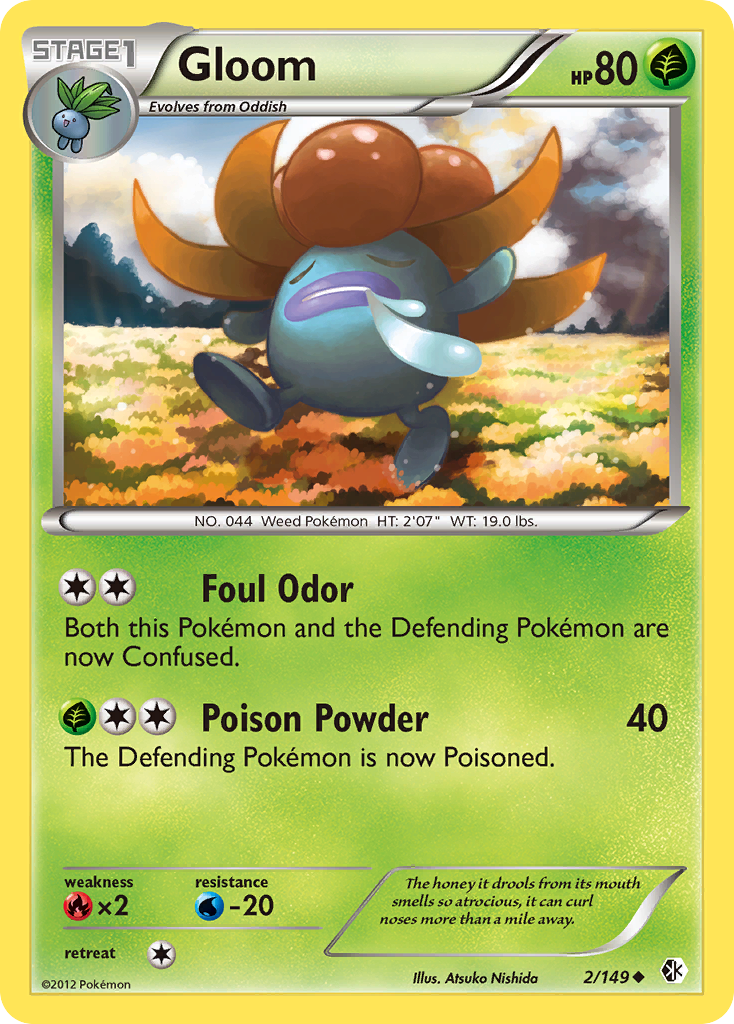 STAGE1
Gloom
HP80
Evolves from Oddish
NO. 044 Weed Pokémon HT: 2'07" WT: 19.0 lbs.
Foul Odor
Both this Pokémon and the Defending Pokémon are
now Confused.
Poison Powder 40
The Defending Pokémon is now Poisoned.
weakness
×2
resistance
-20
retreat
The honey it drools from its mouth
smells so atrocious, it can curl
noses more than a mile away.
©2012 Pokémon
Illus. Atsuko Nishida
2/149